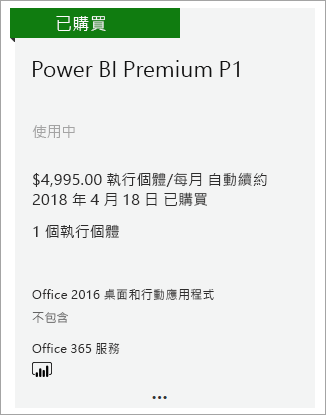 已購買
Power BI Premium P1
使用中
$4,995.00 執行個體/每月 自動續約
2018 年 4 月 18 日 已購買
1 個執行個體
Office 2016 桌面和行動應用程式
不包含
Office 365 服務